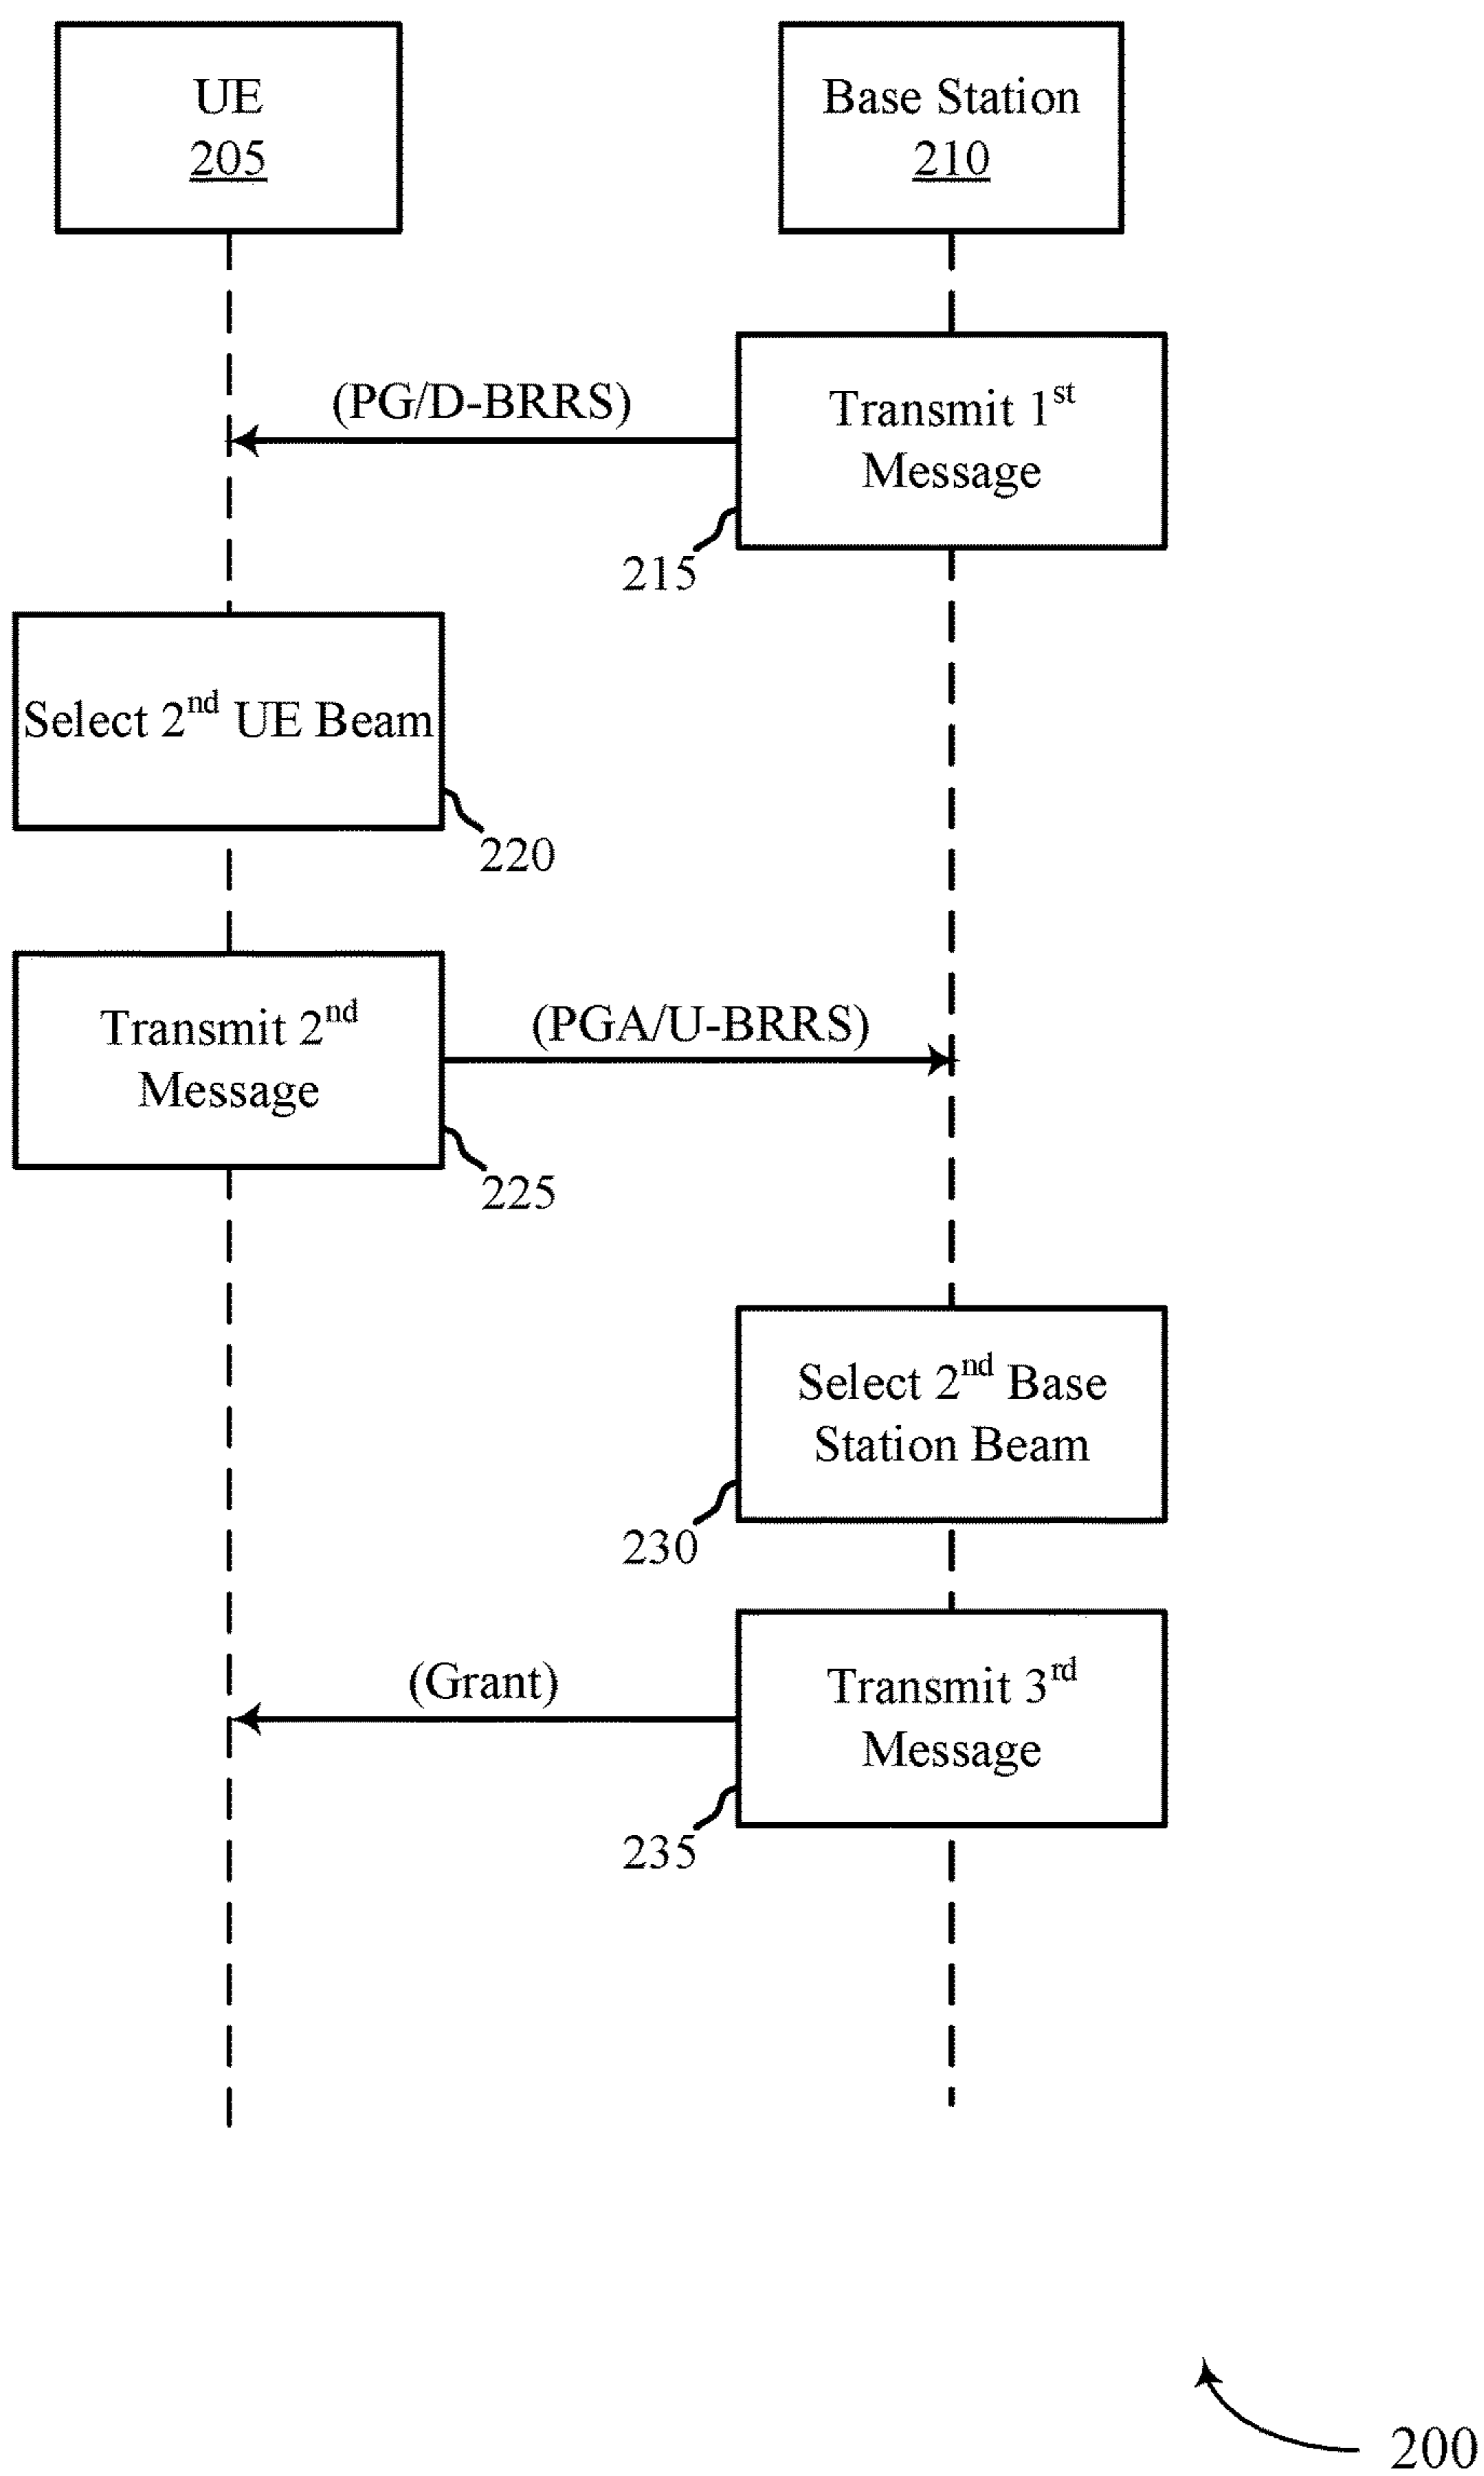 UE
205
Base Station
210
(PG/D-BRRS)
Transmit 1st
Message
215
Select 2nd UE Beam
220
Transmit 2nd
Message
(PGA/U-BRRS)
225
Select 2nd Base
Station Beam
230
(Grant)
Transmit 3rd
Message
235
200